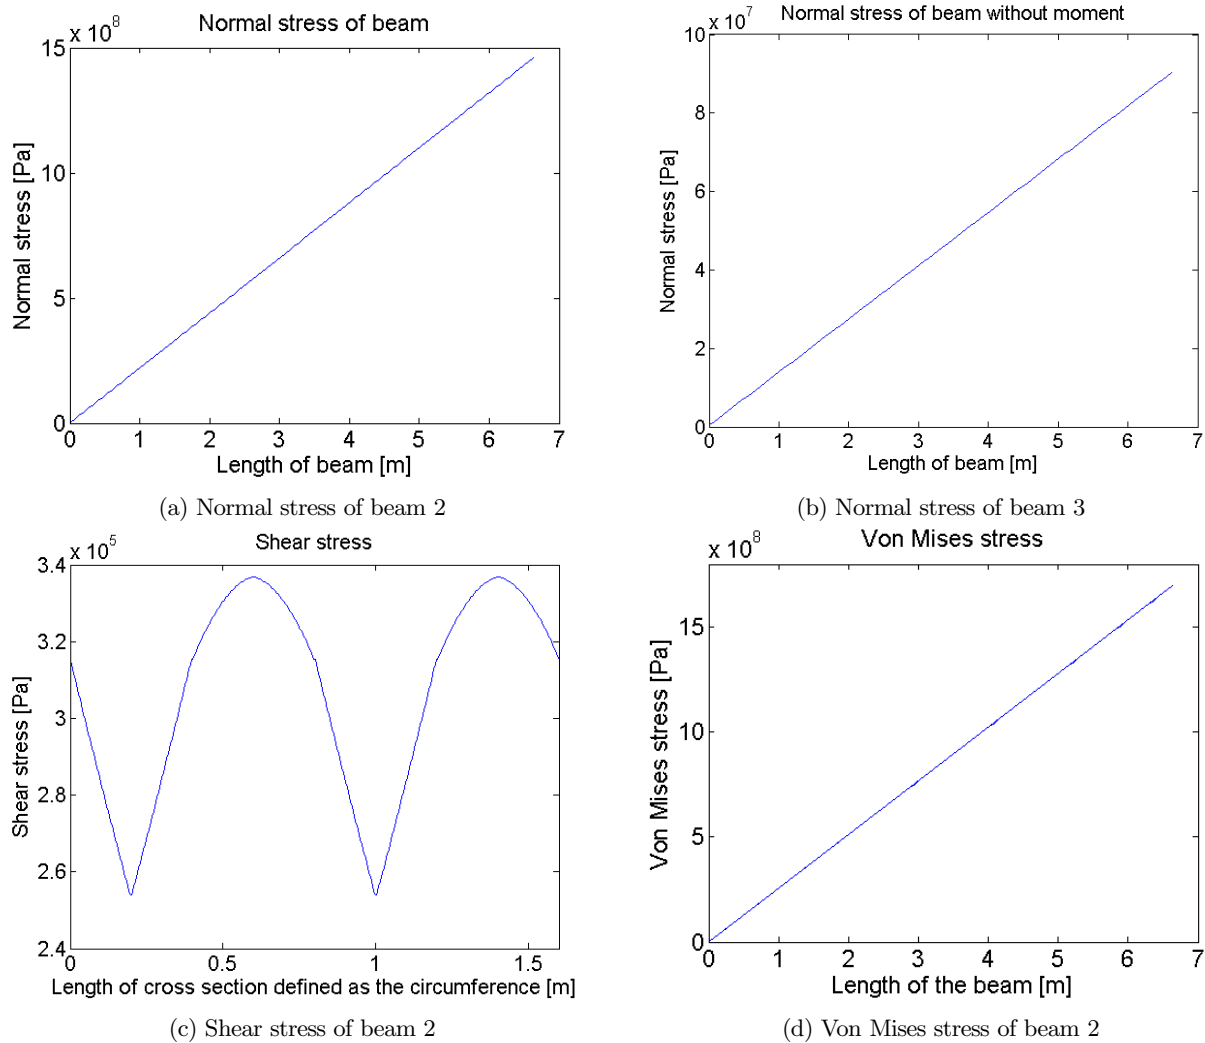 x 10^8
Normal stress of beam
15
10
5
0
Normal stress [Pa]
0 1 2 3 4 5 6 7
Length of beam [m]
(a) Normal stress of beam 2
x 10^7
Normal stress of beam without moment
10
8
6
4
2
0
Normal stress [Pa]
0 1 2 3 4 5 6 7
Length of beam [m]
(b) Normal stress of beam 3
x 10^5
Shear stress
3.4
3.2
3
2.8
2.6
2.4
Shear stress [Pa]
0 0.5 1 1.5
Length of cross section defined as the circumference [m]
(c) Shear stress of beam 2
x 10^8
Von Mises stress
15
10
5
0
Von Mises stress [Pa]
0 1 2 3 4 5 6 7
Length of the beam [m]
(d) Von Mises stress of beam 2